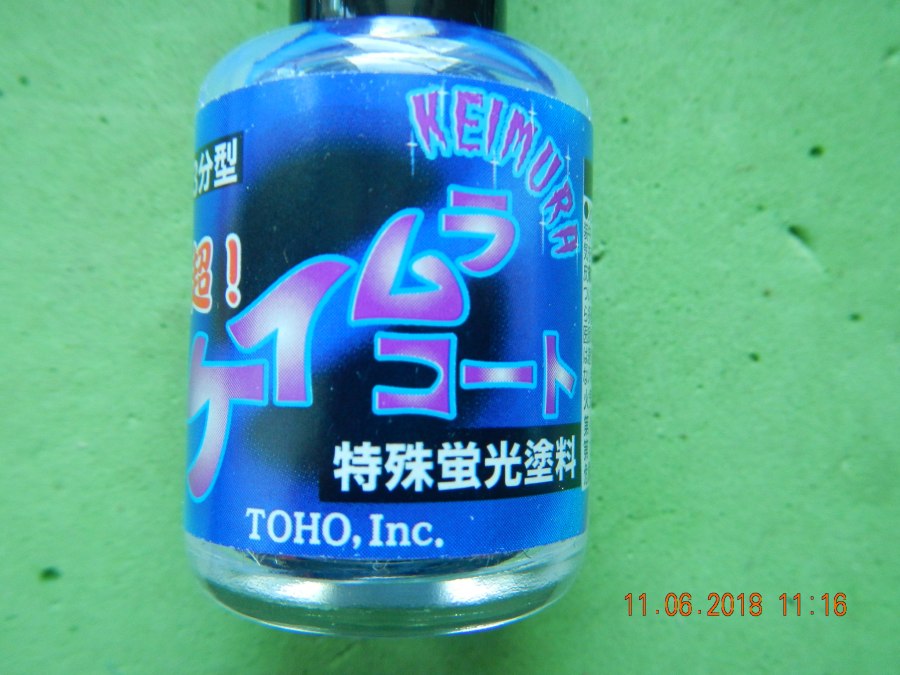 KEIMURA
分型
超!
ケイムラ
コート
特殊蛍光塗料
TOHO, Inc.
11.06.2018 11:16